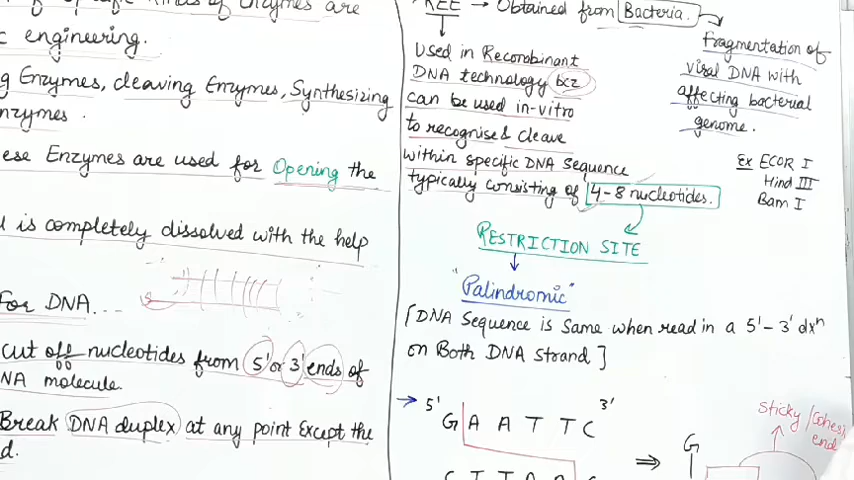 Enzymes are
c engineering.
g Enzymes, cleaving Enzymes, Synthesizing
nzymes.
ese Enzymes are used for Opening the
is completely dissolved with the help
For DNA....
cut off nucleotides from 5' or 3' ends of
NA molecule.
Break DNA duplex at any point Except the
d.
REE → Obtained from Bacteria.
Used in Recombinant
DNA technology bcz
can be used in-vitro
to recognise & cleave
within specific DNA sequence
typically consisting of 4-8 nucleotides.
fragmentation of
viral DNA with
affecting bacterial
genome.
Ex ECOR I
Hind III
Bam I
RESTRICTION SITE
"Palindromic"
[DNA Sequence is Same when read in a 5'-3' dxⁿ
on Both DNA strand]
→ 5' G A A T T C 3'
C T T A A
⇒ G
sticky/Cohesi
end